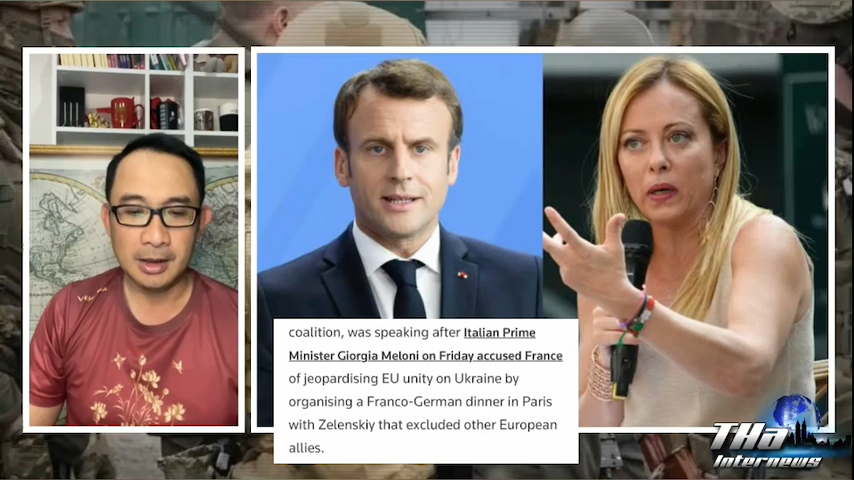 coalition, was speaking after Italian Prime
Minister Giorgia Meloni on Friday accused France
of jeopardising EU unity on Ukraine by
organising a Franco-German dinner in Paris
with Zelenskiy that excluded other European
allies.
THa
Internews